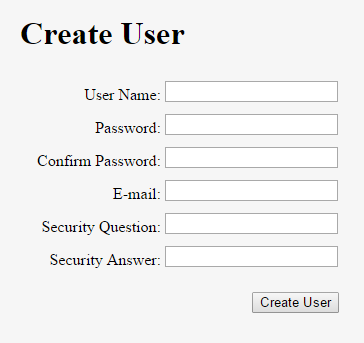 Create User
User Name:
Password:
Confirm Password:
E-mail:
Security Question:
Security Answer:
Create User